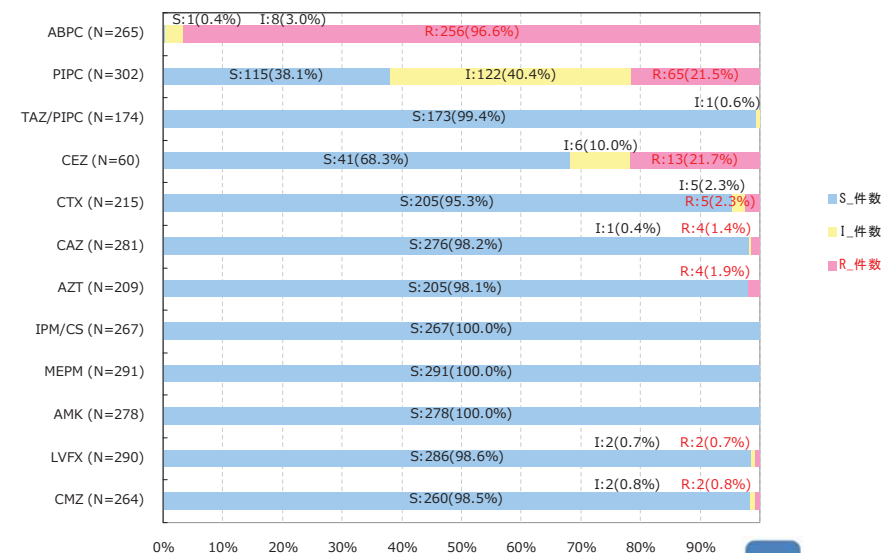 S:1(0.4%) I:8(3.0%)
ABPC (N=265) R:256(96.6%)
PIPC (N=302) S:115(38.1%) I:122(40.4%) R:65(21.5%)
I:1(0.6%)
TAZ/PIPC (N=174) S:173(99.4%)
I:6(10.0%)
CEZ (N=60) S:41(68.3%) R:13(21.7%)
I:5(2.3%)
CTX (N=215) S:205(95.3%) R:5(2.3%)
I:1(0.4%) R:4(1.4%)
CAZ (N=281) S:276(98.2%)
R:4(1.9%)
AZT (N=209) S:205(98.1%)
IPM/CS (N=267) S:267(100.0%)
MEPM (N=291) S:291(100.0%)
AMK (N=278) S:278(100.0%)
I:2(0.7%) R:2(0.7%)
LVFX (N=290) S:286(98.6%)
I:2(0.8%) R:2(0.8%)
CMZ (N=264) S:260(98.5%)
0% 10% 20% 30% 40% 50% 60% 70% 80% 90%
S_件数
I_件数
R_件数